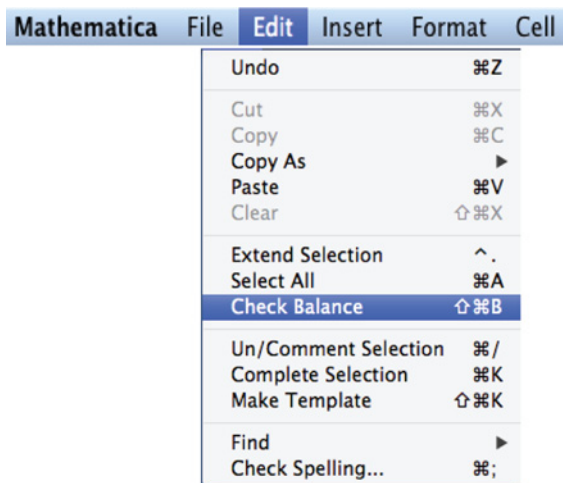 Mathematica File Edit Insert Format Cell
Undo ⌘Z
Cut ⌘X
Copy ⌘C
Copy As ▶
Paste ⌘V
Clear ⇧⌘X
Extend Selection ^.
Select All ⌘A
Check Balance ⇧⌘B
Un/Comment Selection ⌘/
Complete Selection ⌘K
Make Template ⇧⌘K
Find ▶
Check Spelling... ⌘;